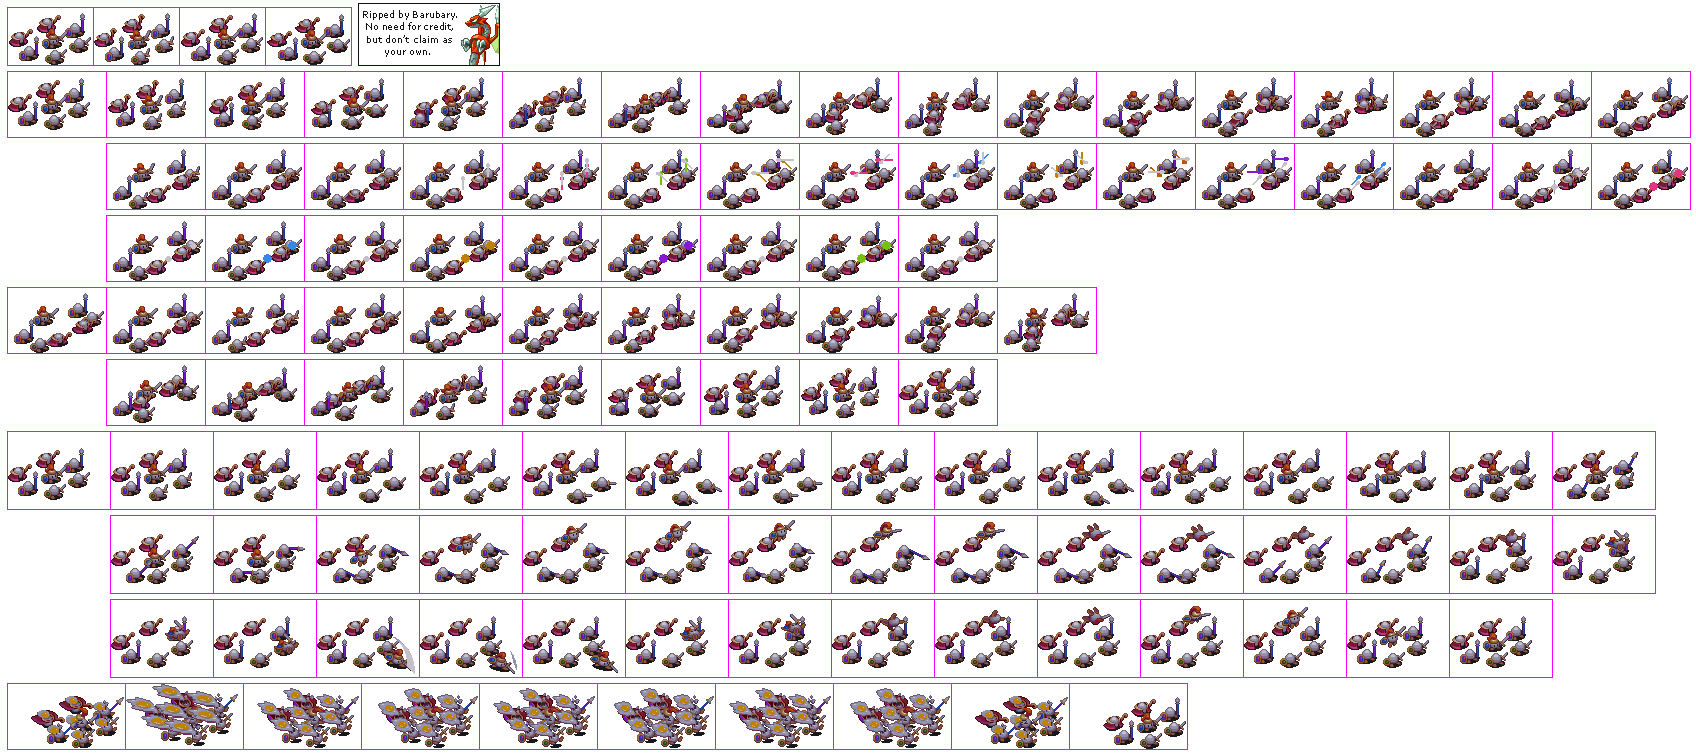 Ripped by Barubary.
No need for credit,
but don't claim as
your own.